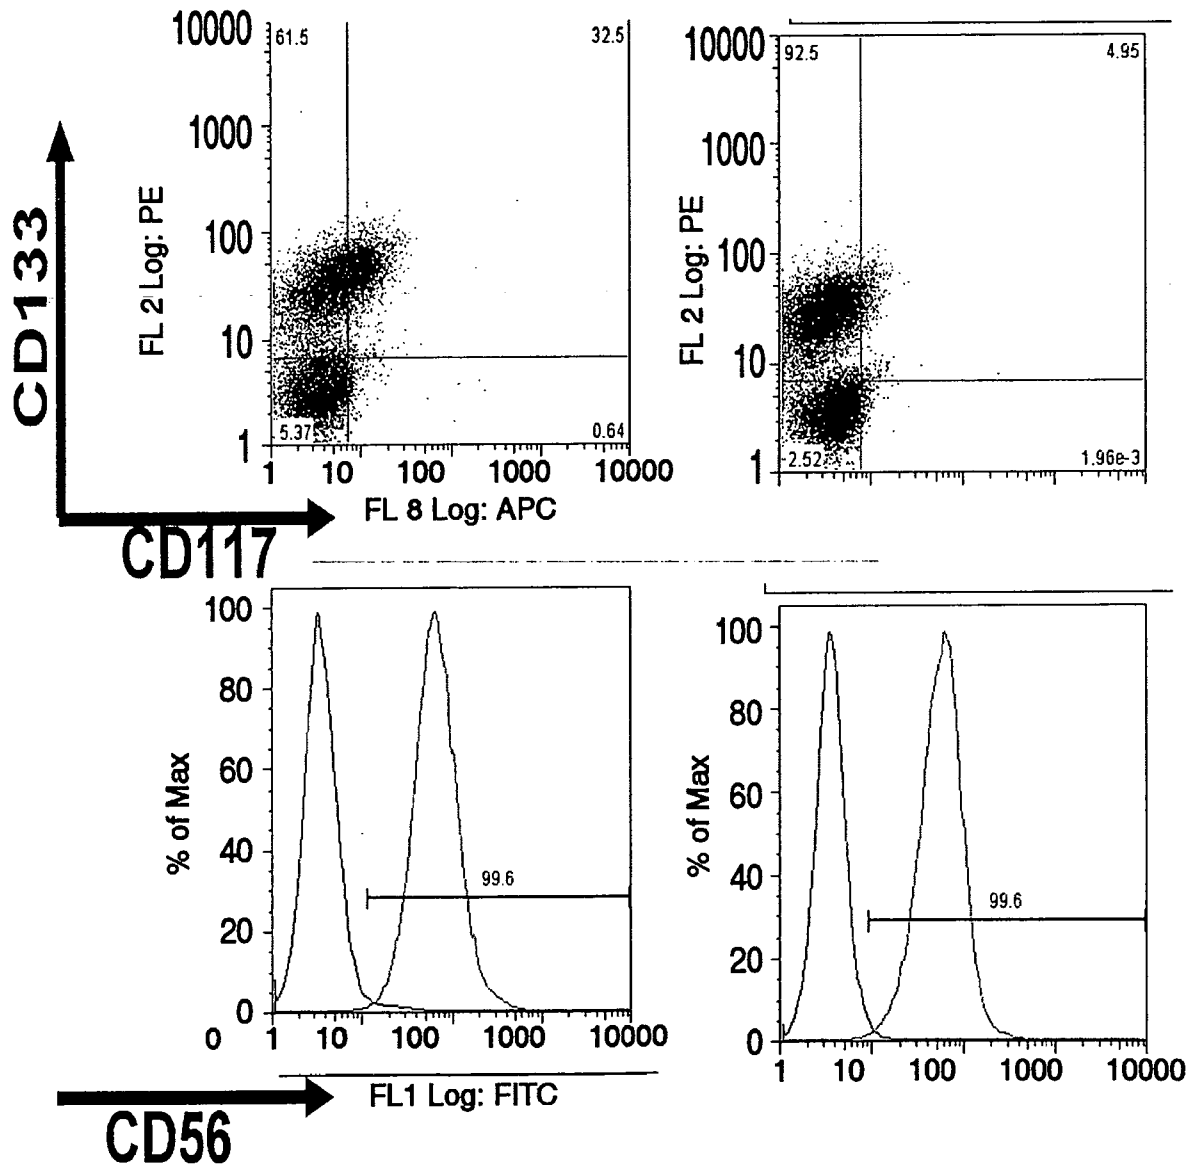 10000
1000
100
10
1
61.5
32.5
5.37
0.64
FL 2 Log: PE
1 10 100 1000 10000
FL 8 Log: APC
10000
1000
100
10
1
92.5
4.95
2.52
1.96e-3
FL 2 Log: PE
CD133
CD117
100
80
60
40
20
0
% of Max
99.6
0 1 10 100 1000 10000
FL1 Log: FITC
100
80
60
40
20
0
% of Max
99.6
1 10 100 1000 10000
CD56